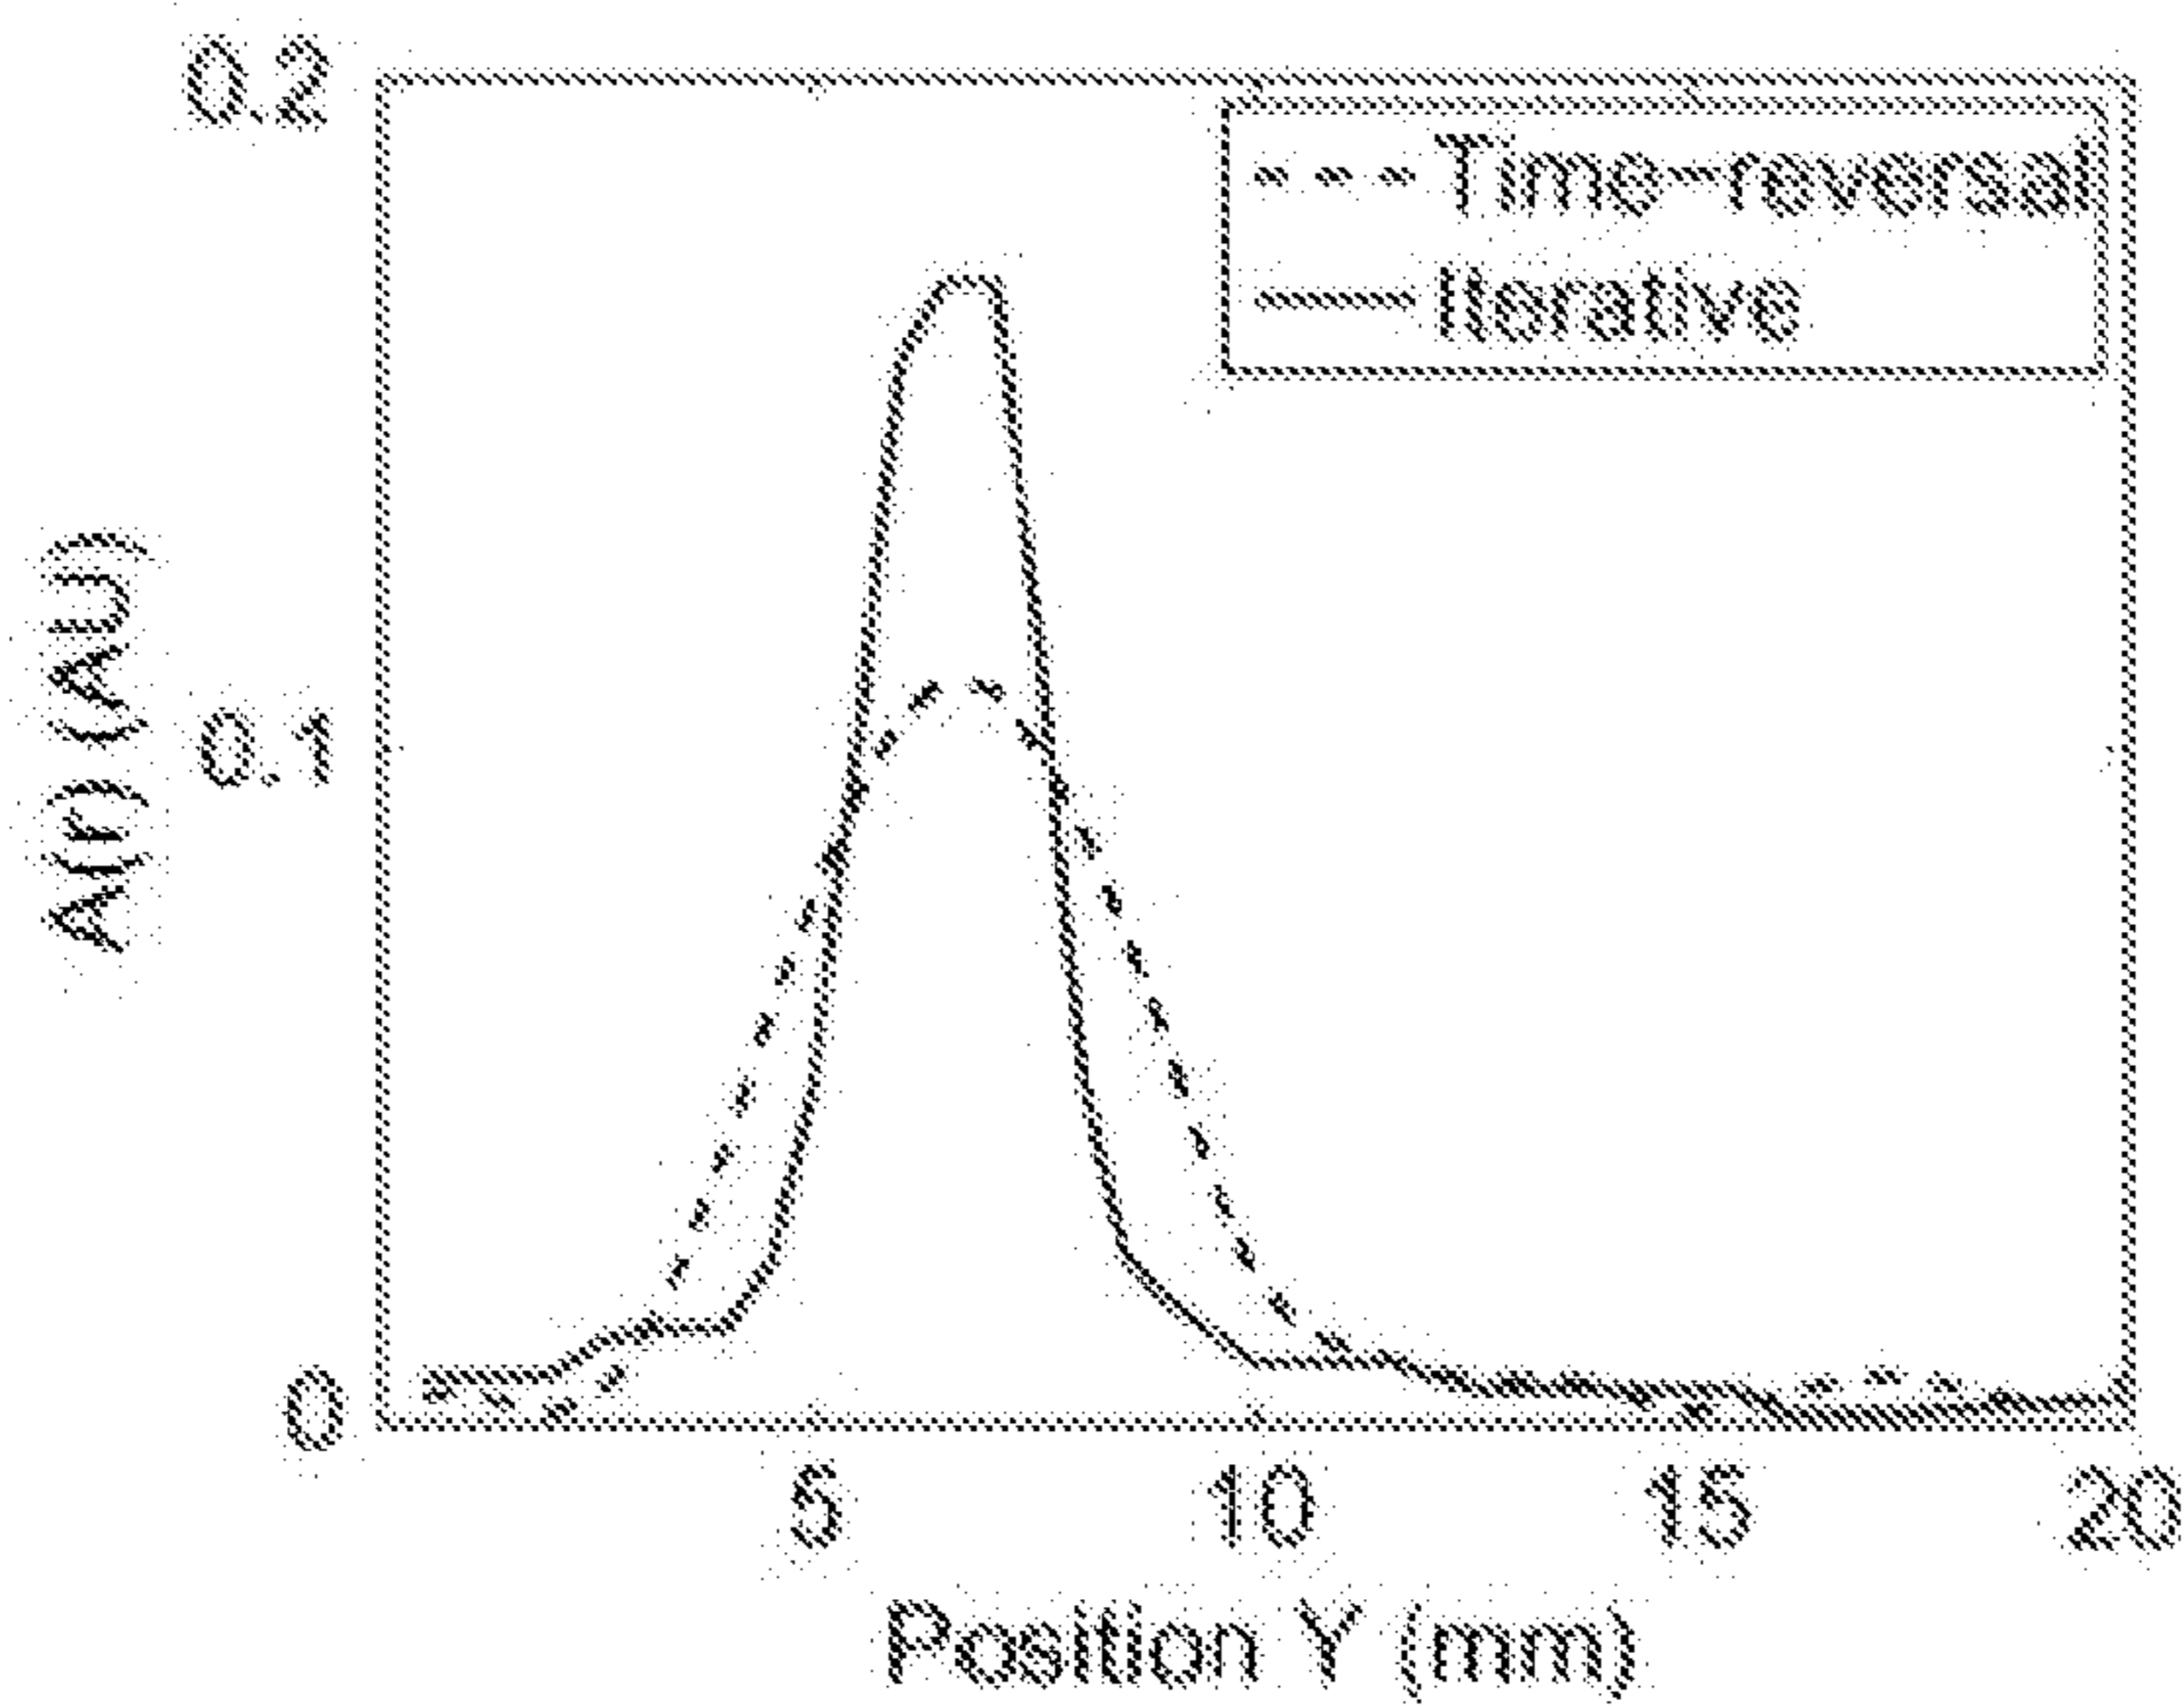 0.2
Time-reversal
Iterative
A(r) (AU)
0.1
0
5
10
15
20
Position Y (mm)